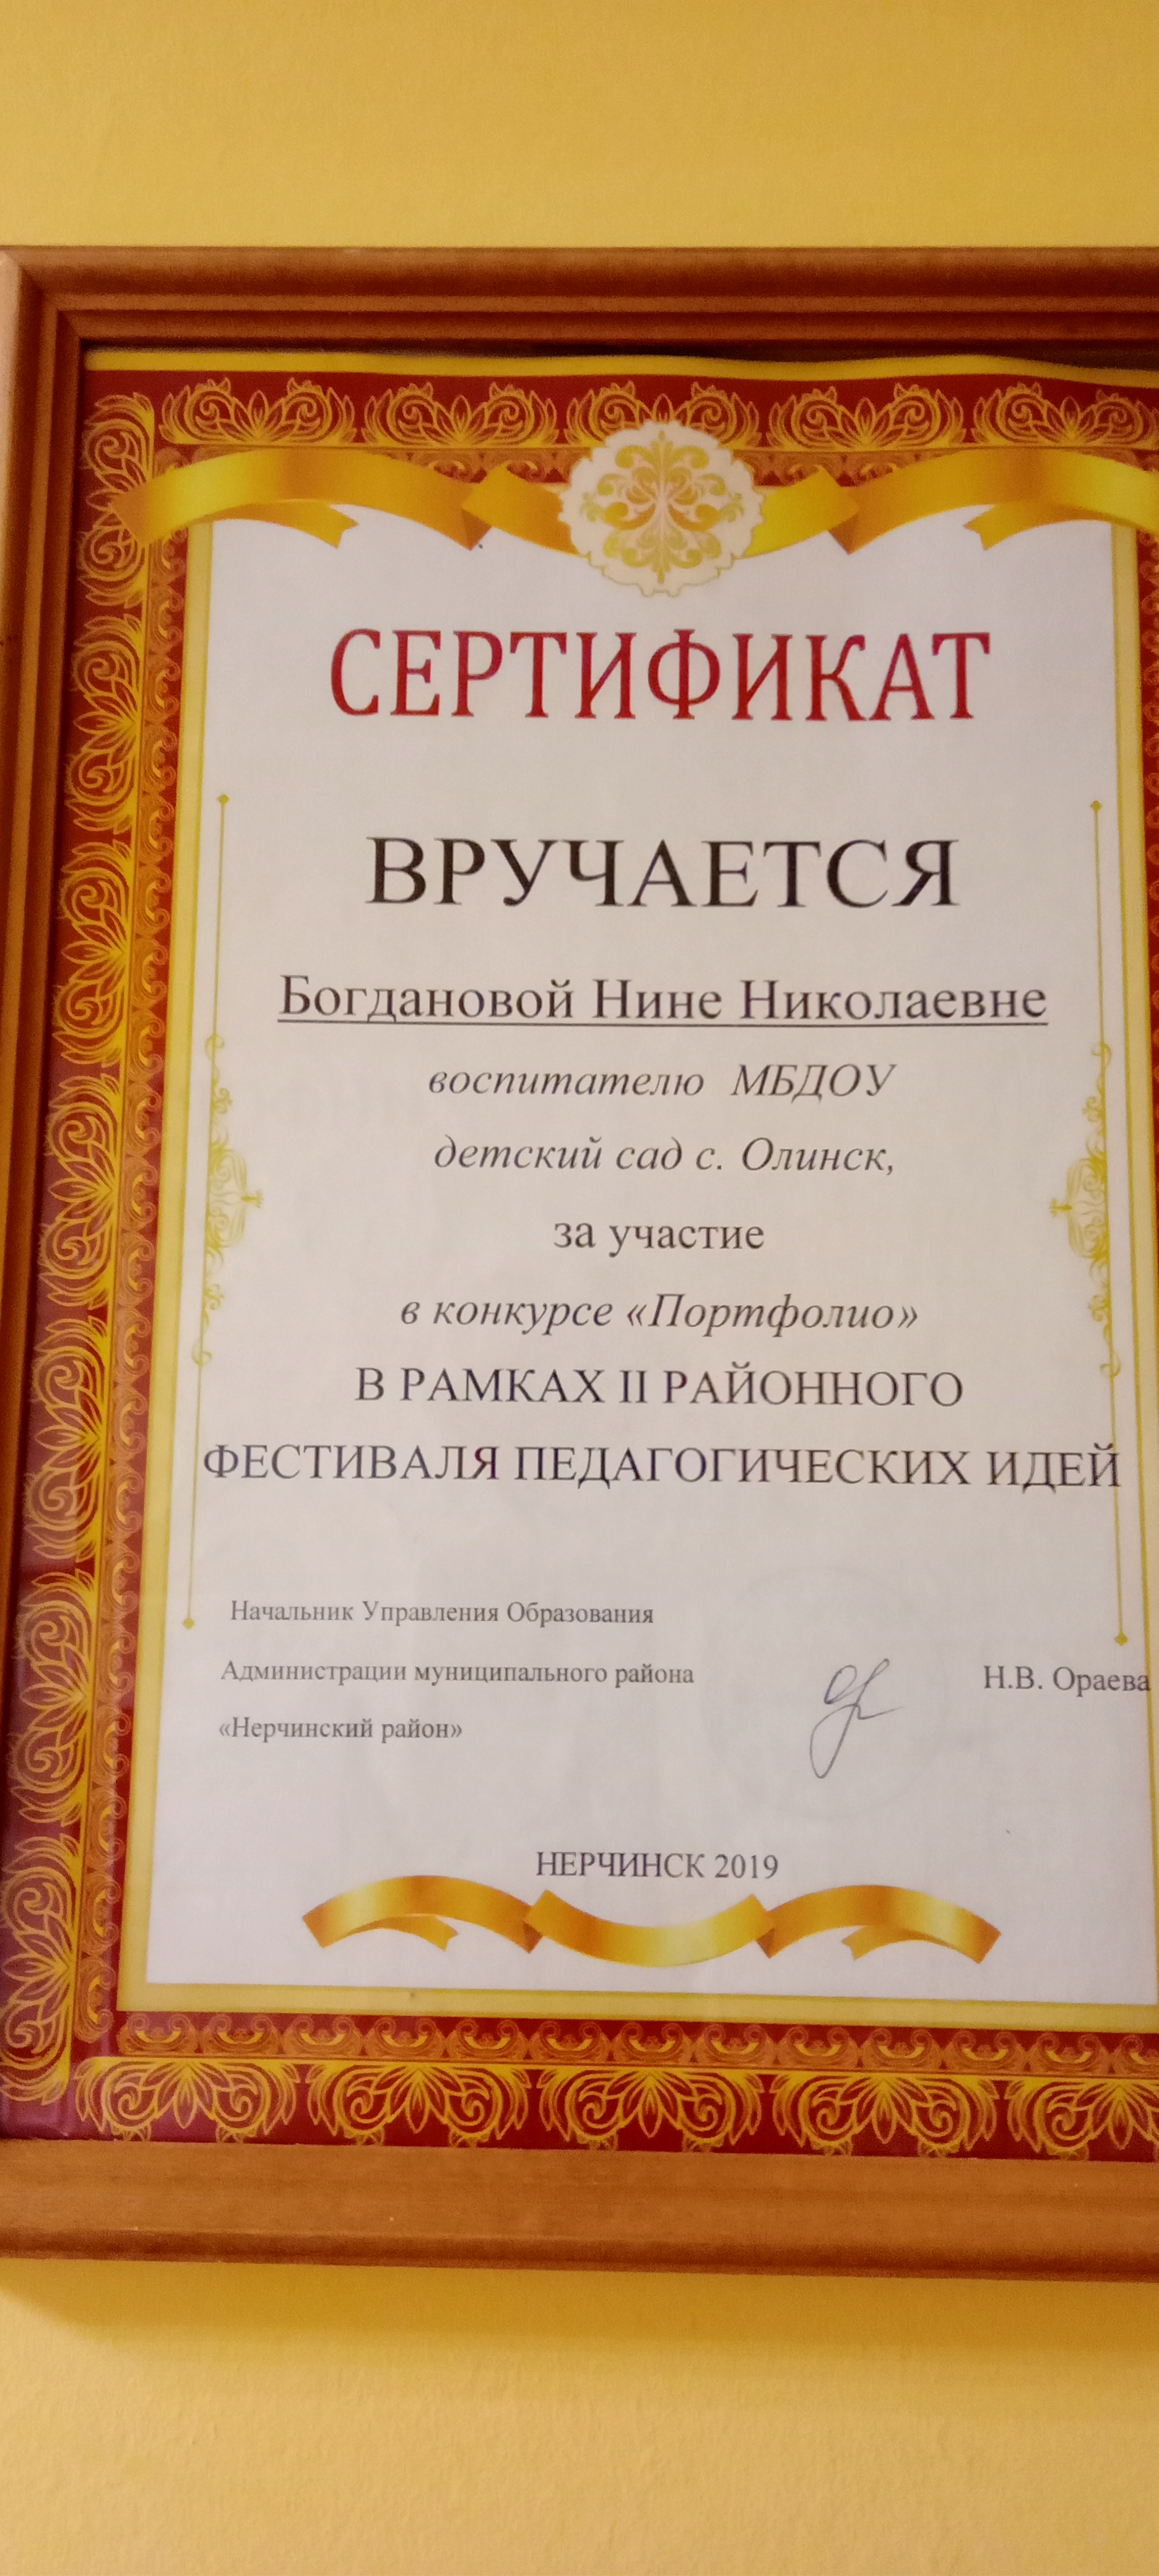 СЕРТИФИКАТ
ВРУЧАЕТСЯ
Богдановой Нине Николаевне
воспитателю МБДОУ
детский сад с. Олинск,
за участие
в конкурсе «Портфолио»
В РАМКАХ II РАЙОННОГО
ФЕСТИВАЛЯ ПЕДАГОГИЧЕСКИХ ИДЕЙ
Начальник Управления Образования
Администрации муниципального района
«Нерчинский район»
Н.В. Ораева
НЕРЧИНСК 2019